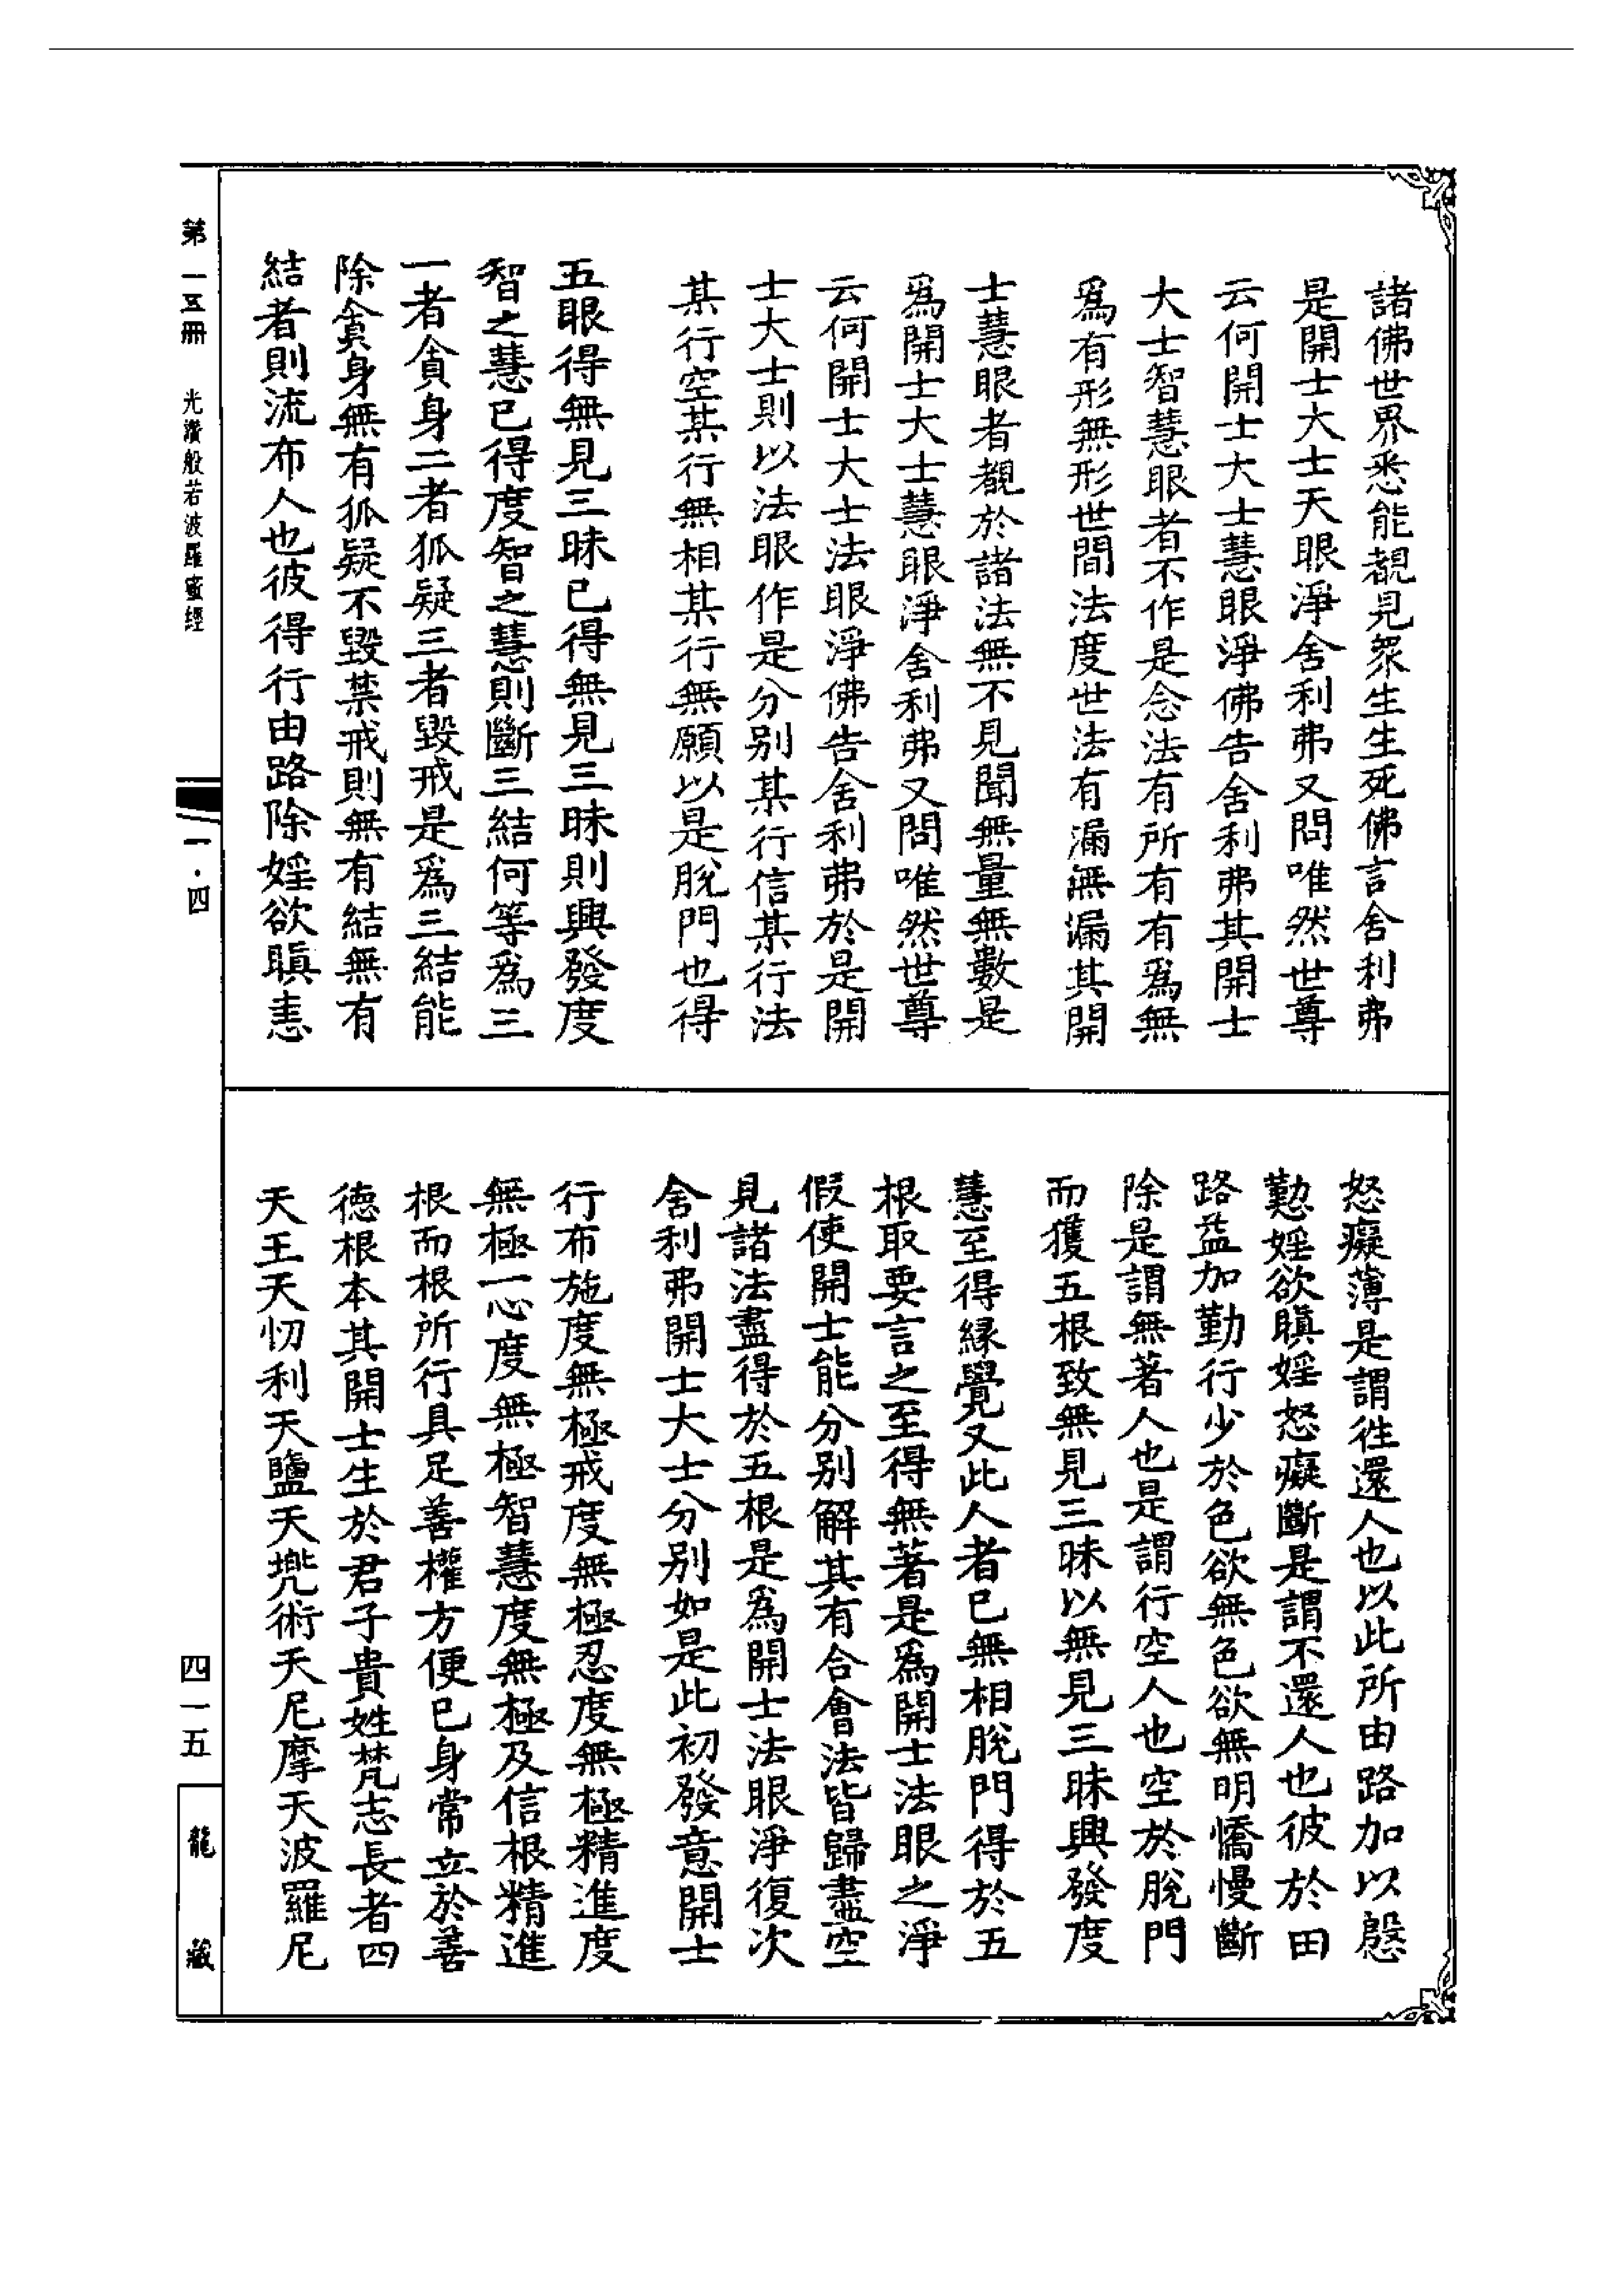 諸佛世界悉能覩見眾生生死佛言舍利弗
是開士大士天眼淨舍利弗又問唯然世尊
云何開士大士慧眼淨佛告舍利弗其開士
大士智慧眼者不作是念法有所有有爲無
爲有形無形世間法度世法有漏無漏其開
士慧眼者覩於諸法無不見聞無量無數是
爲開士大士慧眼淨舍利弗又問唯然世尊
云何開士大士法眼淨佛告舍利弗於是開
士大士則以法眼作是分別某行信某行法
某行空某行無相某行無願以是脫門也得
五眼得無見三昧已得無見三昧則興發度
智之慧已得度智之慧則斷三結何等爲三
一者貪身二者狐疑三者毀戒是爲三結能
除貪身無有狐疑不毀禁戒則無有結無有
結者則流布人也彼得行由路除婬欲瞋恚
怒癡薄是謂徃還人也以此所由路加以慇
懃婬欲瞋婬怒癡斷是謂不還人也彼於由
路益加勤行少於色欲無色欲無明憍慢斷
除是謂無著人也是謂行空人也空於脫門
而獲五根致無見三昧以無見三昧興發度
慧至得縁覺又此人者已無相脫門得於五
根取要言之至得無著是爲開士法眼之淨
假使開士能分別解其有合會法皆歸盡空
見諸法盡得於五根是爲開士法眼淨復次
舍利弗開士大士分別如是此初發意開士
行布施度無極戒度無極忍度無極精進度
無極一心度無極智慧度無極及信根精進
根而根所行具足善權方便已身常立於善
德根本其開士生於君子貴姓梵志長者四
天王天忉利天鹽天兠術天尼摩天波羅尼
第一五冊 光讚般若波羅蜜經
一·四
四一五
龍藏